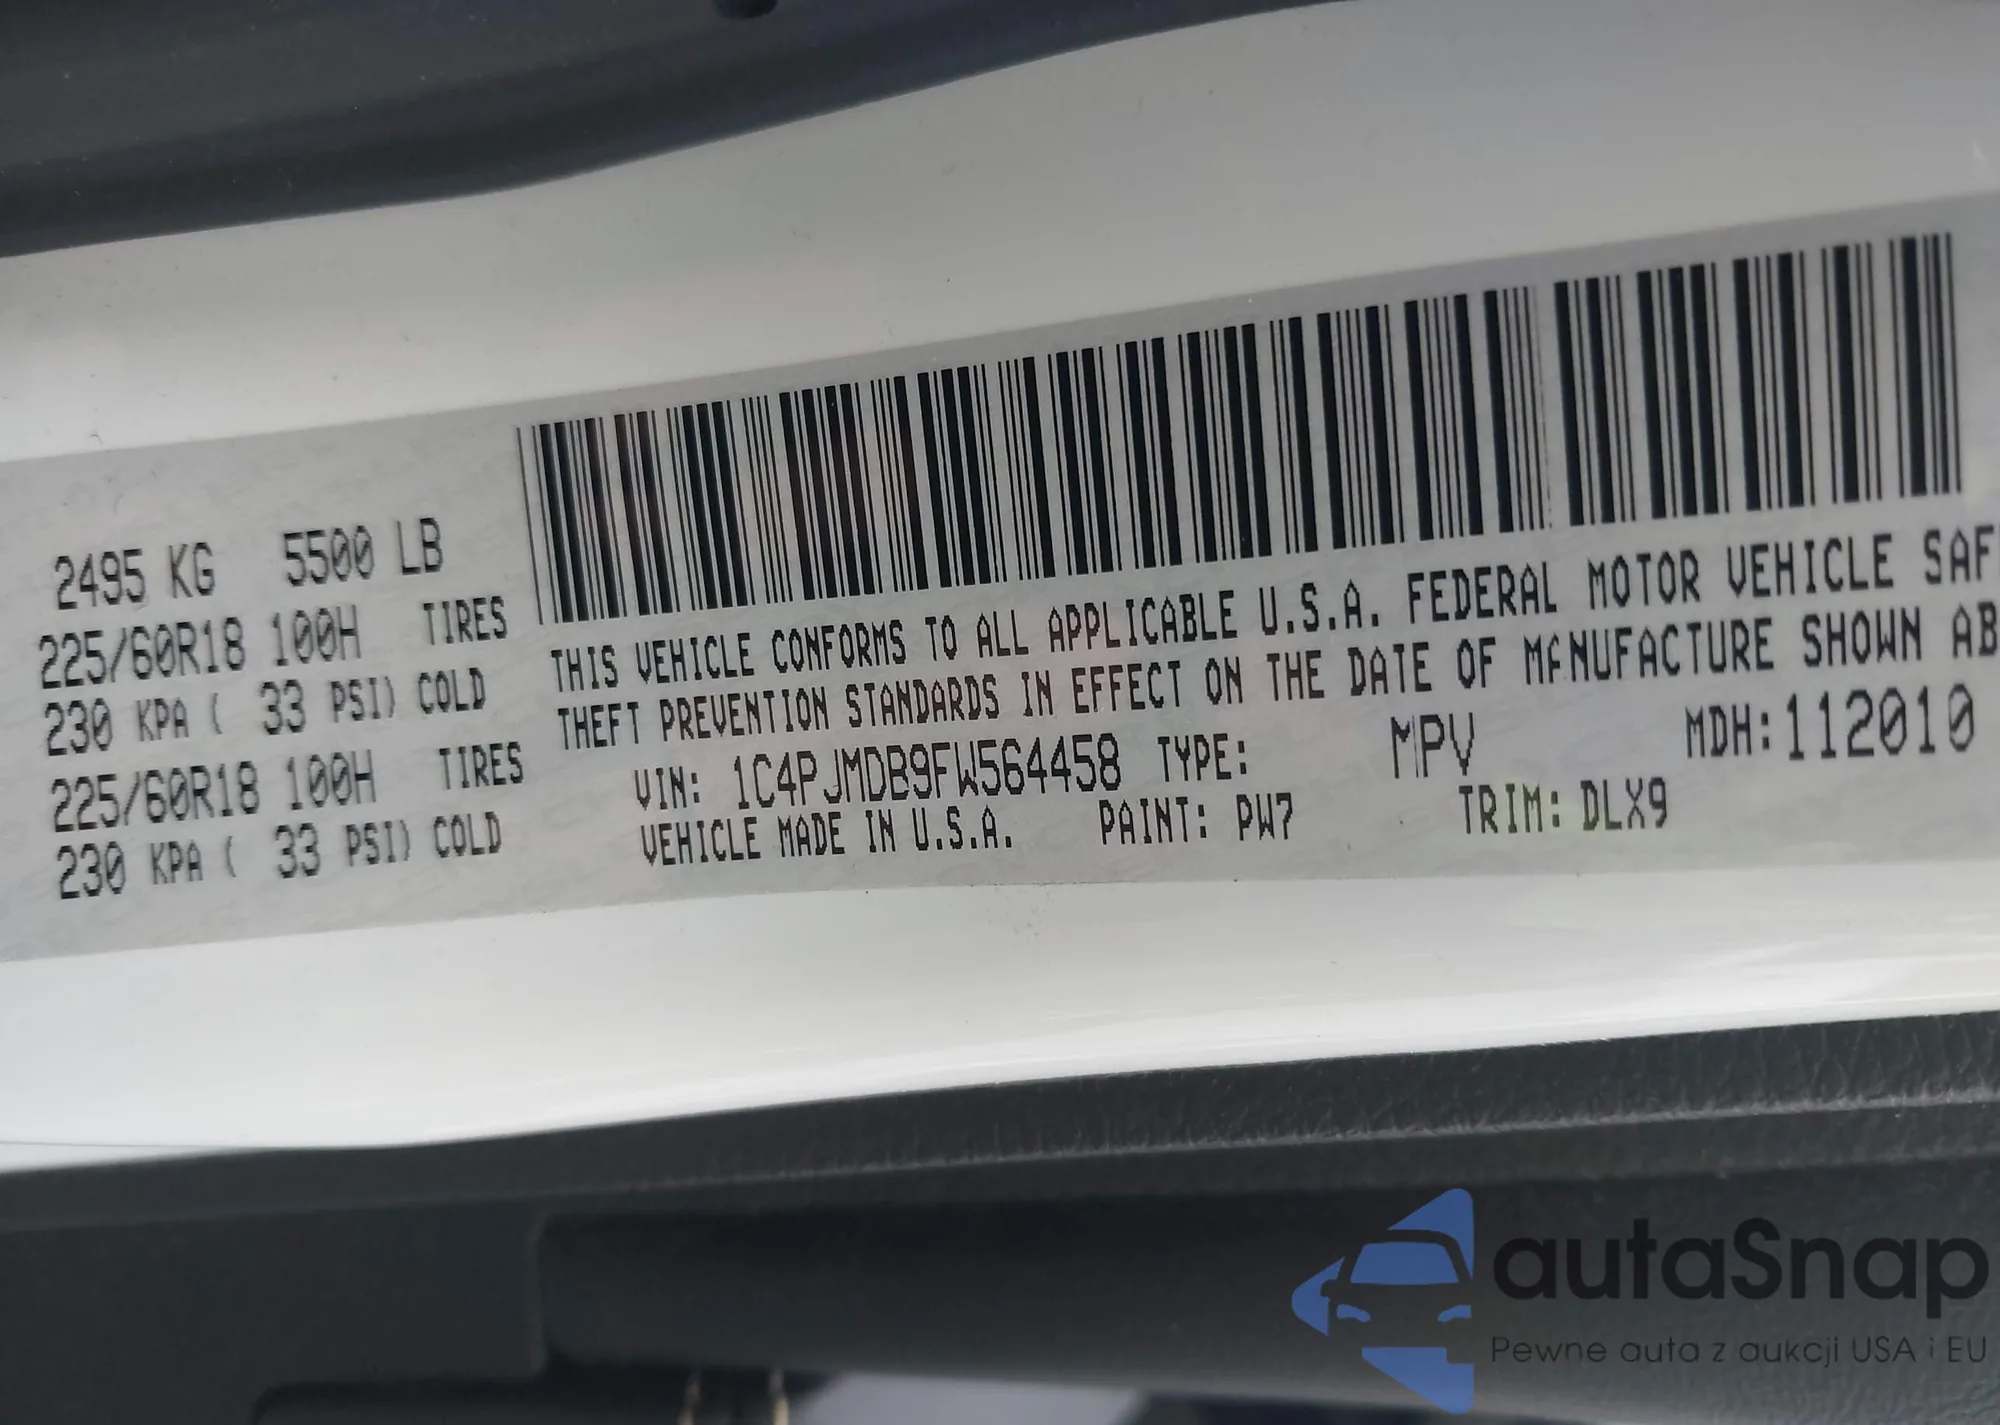 2495 KG 5500 LB
225/60R18 100H TIRES
230 KPA ( 33 PSI) COLD
225/60R18 100H TIRES
230 KPA ( 33 PSI) COLD
THIS VEHICLE CONFORMS TO ALL APPLICABLE U.S.A. FEDERAL MOTOR VEHICLE SAF
THEFT PREVENTION STANDARDS IN EFFECT ON THE DATE OF MANUFACTURE SHOWN AB
VIN: 1C4PJMDB9FW564458 TYPE: MPV MDH:112010
VEHICLE MADE IN U.S.A. PAINT: PW7 TRIM: DLX9
autaSnap
Pewne auta z aukcji USA i EU